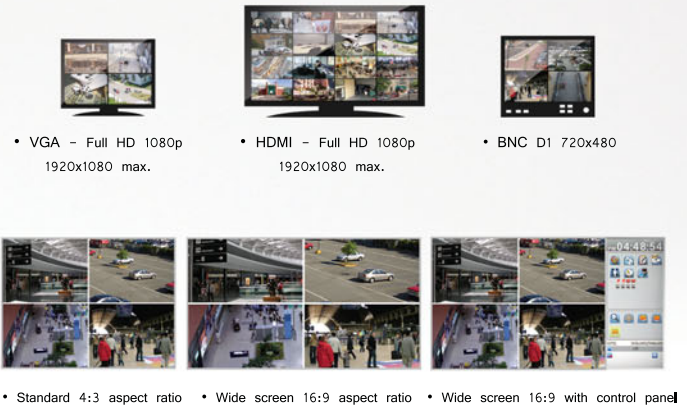 • VGA – Full HD 1080p
1920x1080 max.
• HDMI – Full HD 1080p
1920x1080 max.
• BNC D1 720x480
04:48:54
• Standard 4:3 aspect ratio
• Wide screen 16:9 aspect ratio
• Wide screen 16:9 with control panel